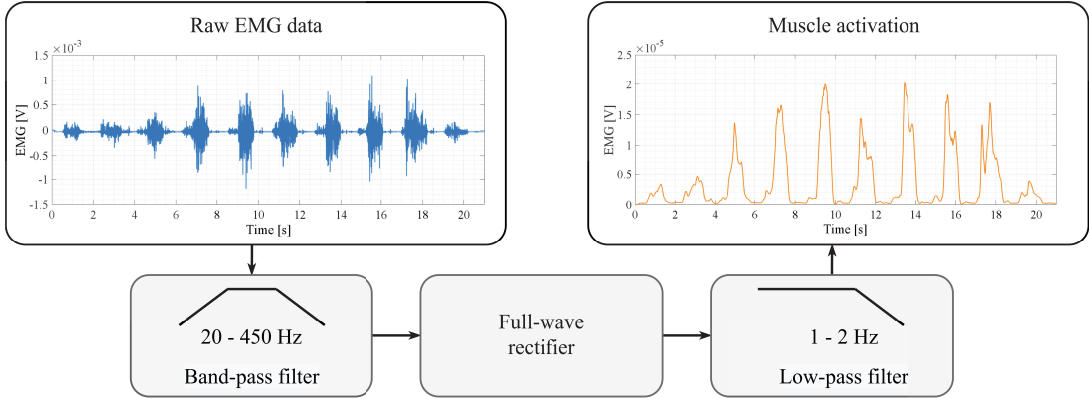 Raw EMG data
×10⁻³
1.5
1
0.5
0
-0.5
-1
-1.5
EMG [V]
0 2 4 6 8 10 12 14 16 18 20
Time [s]
Muscle activation
×10⁻⁵
2.5
2
1.5
1
0.5
0
EMG [V]
0 2 4 6 8 10 12 14 16 18 20
Time [s]
20 - 450 Hz
Band-pass filter
Full-wave
rectifier
1 - 2 Hz
Low-pass filter